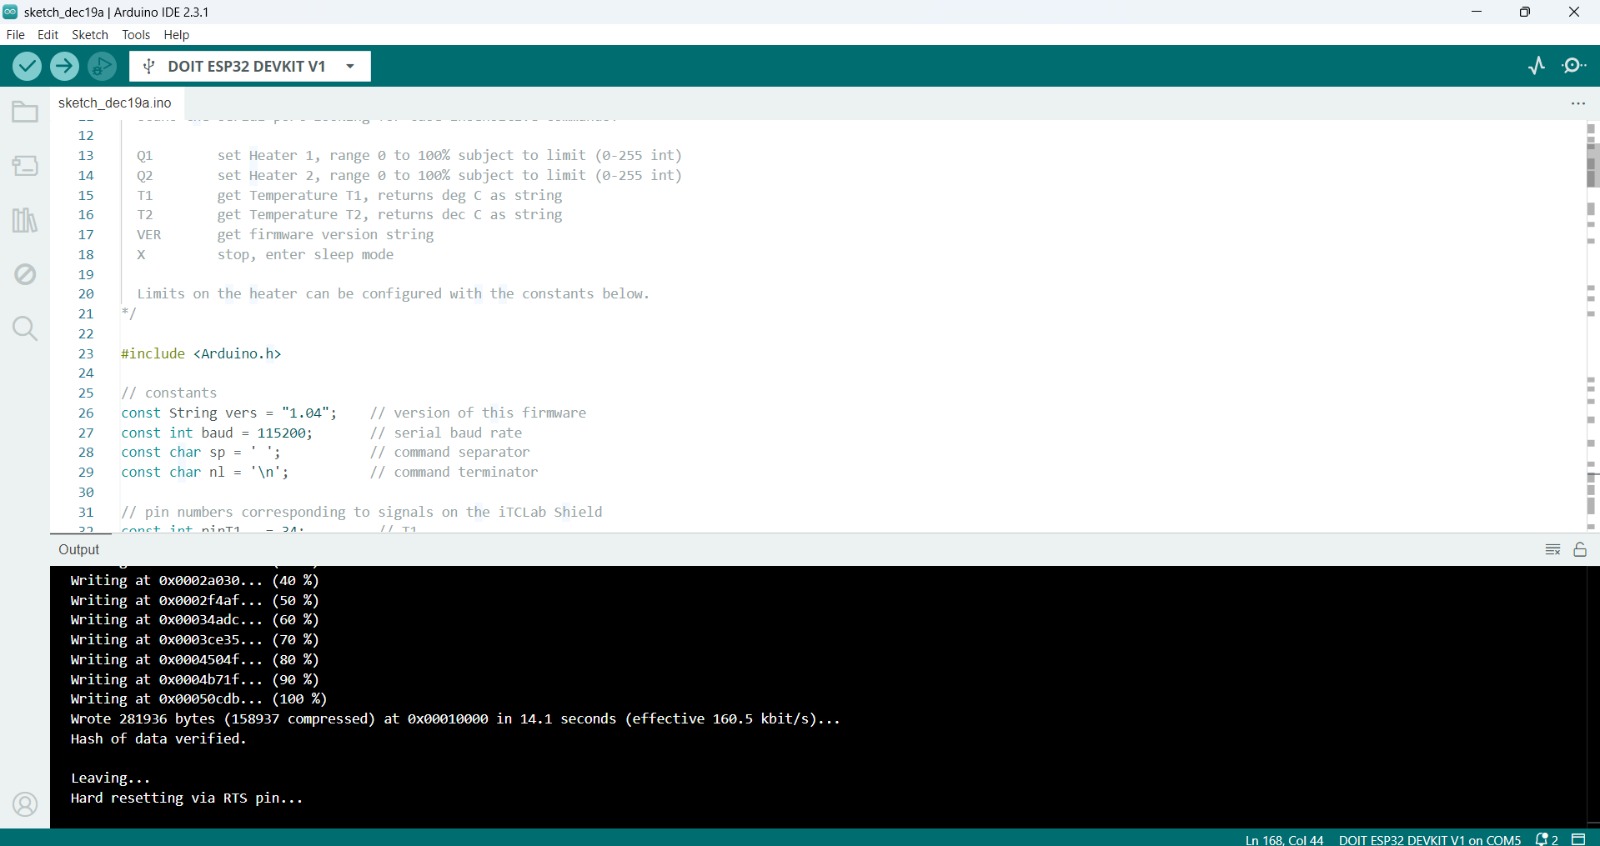 sketch_dec19a | Arduino IDE 2.3.1
File Edit Sketch Tools Help
DOIT ESP32 DEVKIT V1
sketch_dec19a.ino
12
13 Q1 set Heater 1, range 0 to 100% subject to limit (0-255 int)
14 Q2 set Heater 2, range 0 to 100% subject to limit (0-255 int)
15 T1 get Temperature T1, returns deg C as string
16 T2 get Temperature T2, returns dec C as string
17 VER get firmware version string
18 X stop, enter sleep mode
19
20 Limits on the heater can be configured with the constants below.
21 */
22
23 #include <Arduino.h>
24
25 // constants
26 const String vers = "1.04"; // version of this firmware
27 const int baud = 115200; // serial baud rate
28 const char sp = ' '; // command separator
29 const char nl = '\n'; // command terminator
30
31 // pin numbers corresponding to signals on the iTCLab Shield
32 const int pinT1 = 34; // T1
Output
Writing at 0x0002a030... (40 %)
Writing at 0x0002f4af... (50 %)
Writing at 0x00034adc... (60 %)
Writing at 0x0003ce35... (70 %)
Writing at 0x0004504f... (80 %)
Writing at 0x0004b71f... (90 %)
Writing at 0x00050cdb... (100 %)
Wrote 281936 bytes (158937 compressed) at 0x00010000 in 14.1 seconds (effective 160.5 kbit/s)...
Hash of data verified.
Leaving...
Hard resetting via RTS pin...
Ln 168, Col 44 DOIT ESP32 DEVKIT V1 on COM5 2